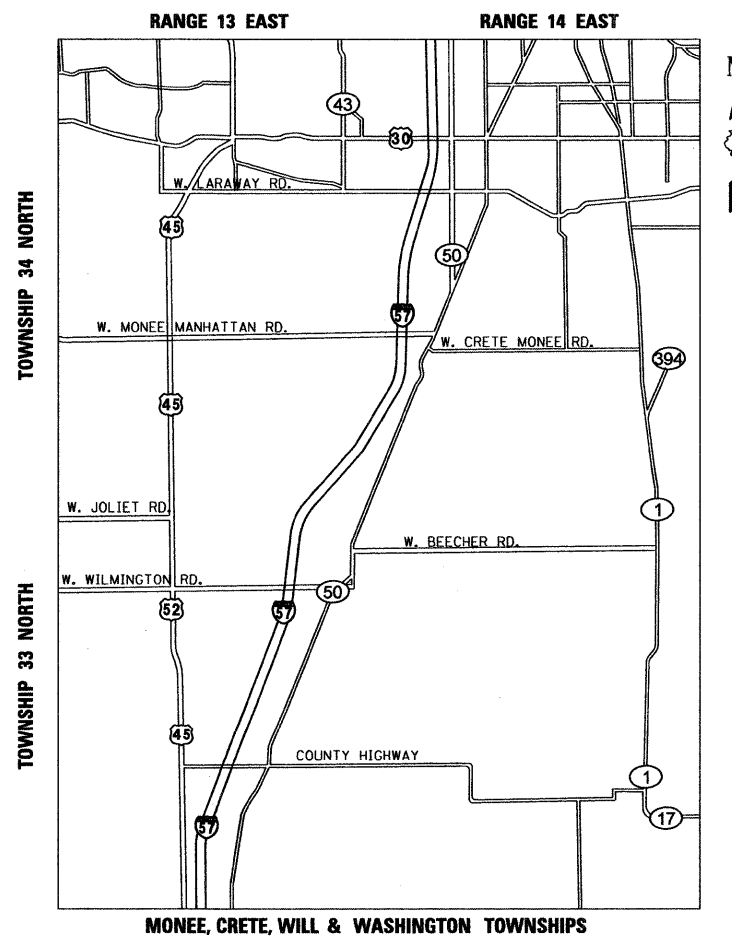 RANGE 13 EAST
RANGE 14 EAST
43
30
W. LARAWAY RD.
45
50
57
TOWNSHIP 34 NORTH
W. MONEE MANHATTAN RD.
W. CRETE MONEE RD.
394
45
W. JOLIET RD.
1
W. BEECHER RD.
W. WILMINGTON RD.
50
52
57
TOWNSHIP 33 NORTH
45
COUNTY HIGHWAY
1
17
57
MONEE, CRETE, WILL & WASHINGTON TOWNSHIPS